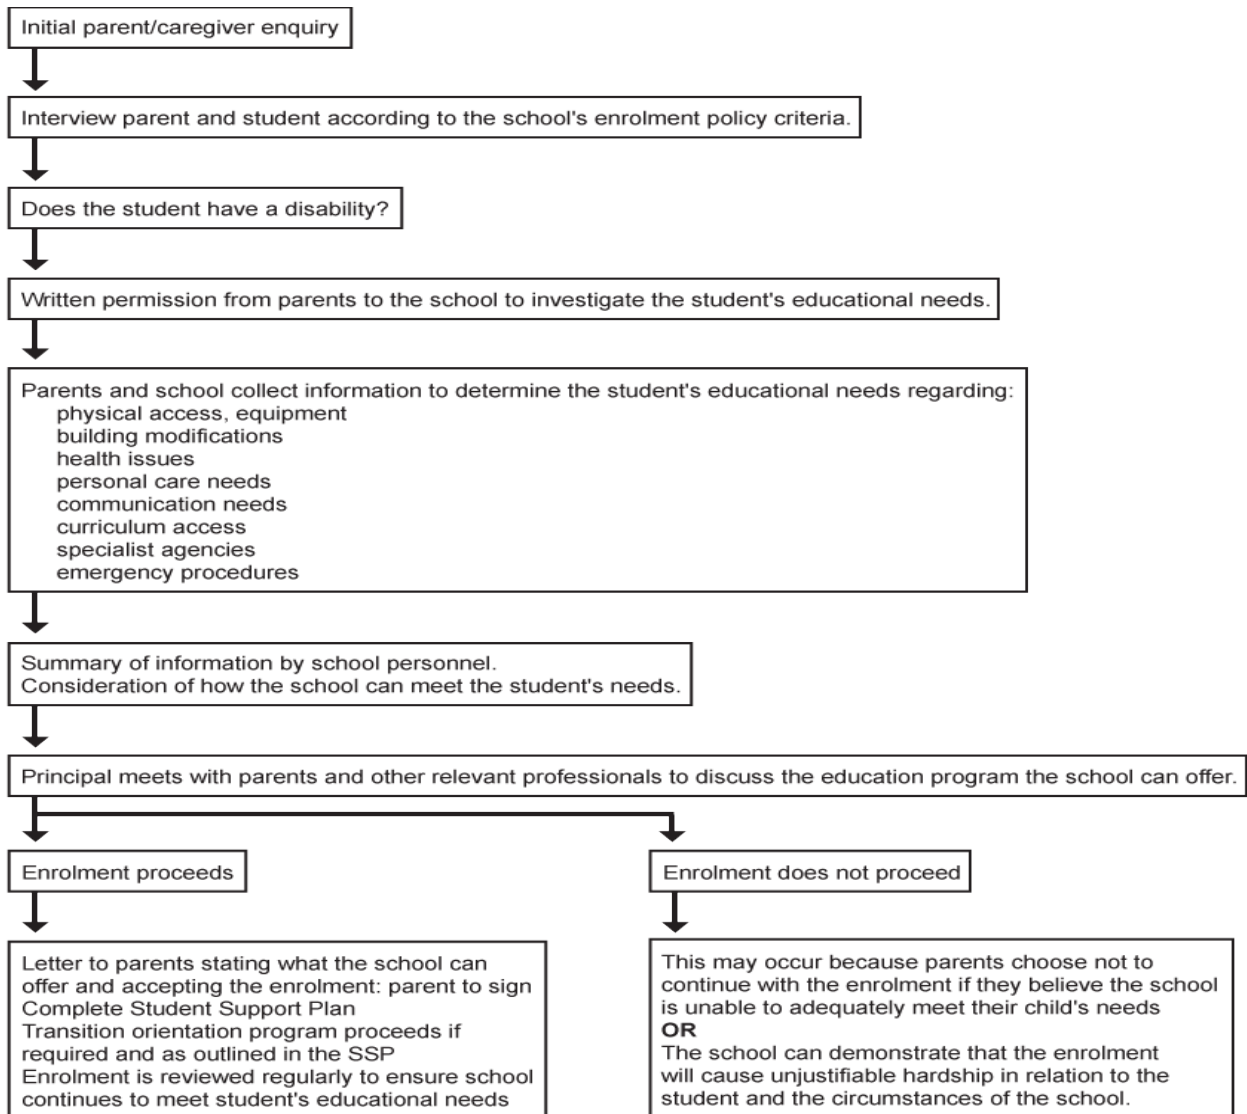 Initial parent/caregiver enquiry
Interview parent and student according to the school's enrolment policy criteria.
Does the student have a disability?
Written permission from parents to the school to investigate the student's educational needs.
Parents and school collect information to determine the student's educational needs regarding:
physical access, equipment
building modifications
health issues
personal care needs
communication needs
curriculum access
specialist agencies
emergency procedures
Summary of information by school personnel.
Consideration of how the school can meet the student's needs.
Principal meets with parents and other relevant professionals to discuss the education program the school can offer.
Enrolment proceeds
Enrolment does not proceed
Letter to parents stating what the school can
offer and accepting the enrolment: parent to sign
Complete Student Support Plan
Transition orientation program proceeds if
required and as outlined in the SSP
Enrolment is reviewed regularly to ensure school
continues to meet student's educational needs
This may occur because parents choose not to
continue with the enrolment if they believe the school
is unable to adequately meet their child's needs
OR
The school can demonstrate that the enrolment
will cause unjustifiable hardship in relation to the
student and the circumstances of the school.